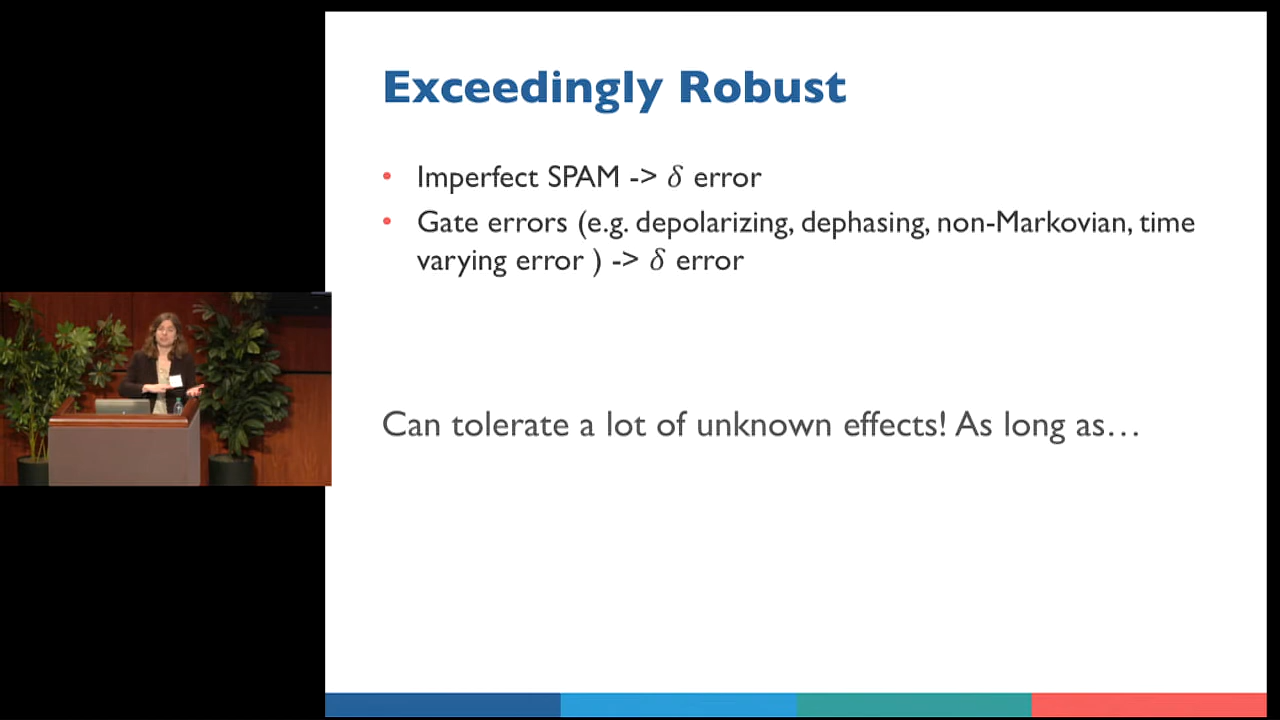 Exceedingly Robust
• Imperfect SPAM -> δ error
• Gate errors (e.g. depolarizing, dephasing, non-Markovian, time
varying error ) -> δ error
Can tolerate a lot of unknown effects! As long as…